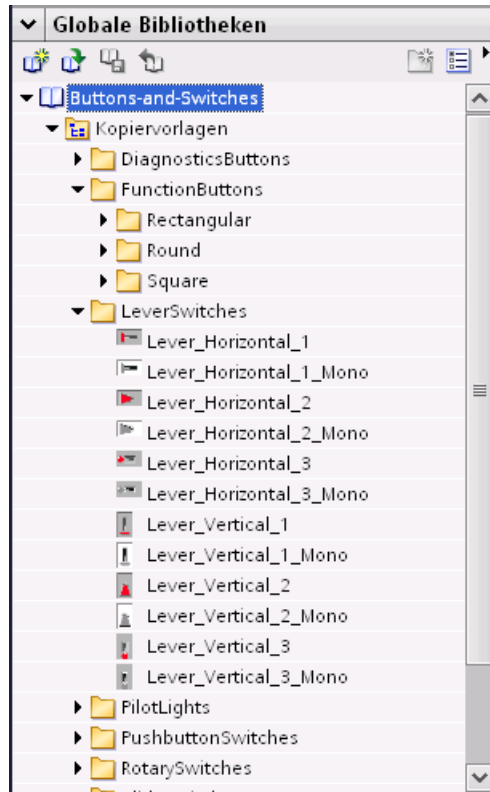 Globale Bibliotheken
Buttons-and-Switches
Kopiervorlagen
DiagnosticsButtons
FunctionButtons
Rectangular
Round
Square
LeverSwitches
Lever_Horizontal_1
Lever_Horizontal_1_Mono
Lever_Horizontal_2
Lever_Horizontal_2_Mono
Lever_Horizontal_3
Lever_Horizontal_3_Mono
Lever_Vertical_1
Lever_Vertical_1_Mono
Lever_Vertical_2
Lever_Vertical_2_Mono
Lever_Vertical_3
Lever_Vertical_3_Mono
PilotLights
PushbuttonSwitches
RotarySwitches